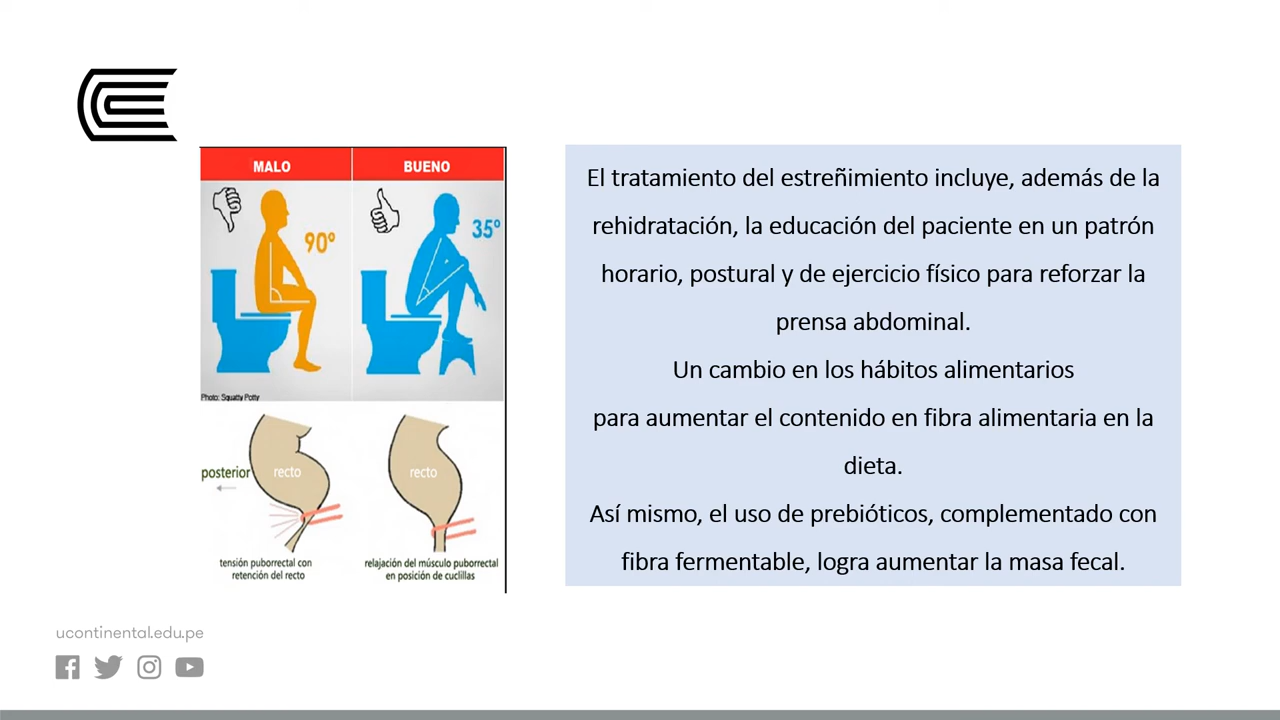 MALO
BUENO
90º
35º
Photo: Squatty Potty
posterior
recto
recto
tensión puborrectal con
retención del recto
relajación del músculo puborrectal
en posición de cuclillas
El tratamiento del estreñimiento incluye, además de la
rehidratación, la educación del paciente en un patrón
horario, postural y de ejercicio físico para reforzar la
prensa abdominal.
Un cambio en los hábitos alimentarios
para aumentar el contenido en fibra alimentaria en la
dieta.
Así mismo, el uso de prebióticos, complementado con
fibra fermentable, logra aumentar la masa fecal.
ucontinental.edu.pe